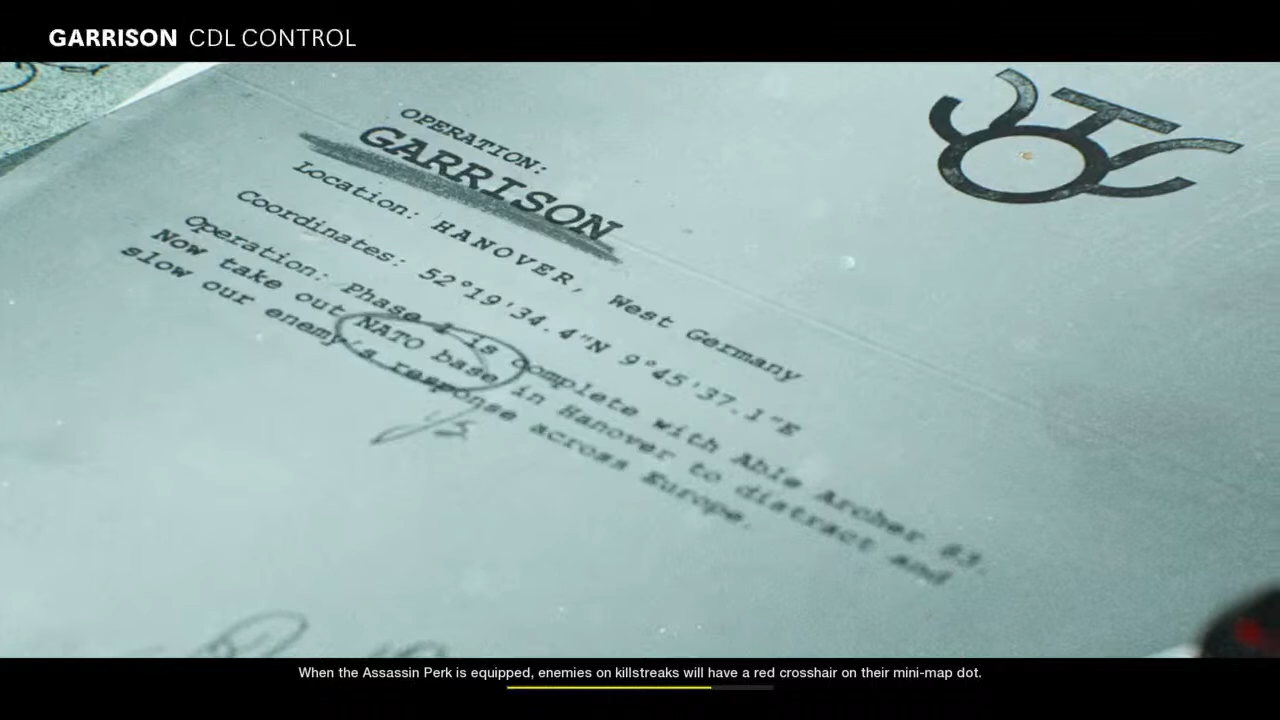 GARRISON CDL CONTROL
OPERATION:
GARRISON
Location: HANOVER, West Germany
Coordinates: 52°19'34.4"N 9°45'37.1"E
Operation: Phase 1 is complete with Able Archer 83.
Now take out NATO base in Hanover to distract and
slow our enemy's response across Europe.
When the Assassin Perk is equipped, enemies on killstreaks will have a red crosshair on their mini-map dot.